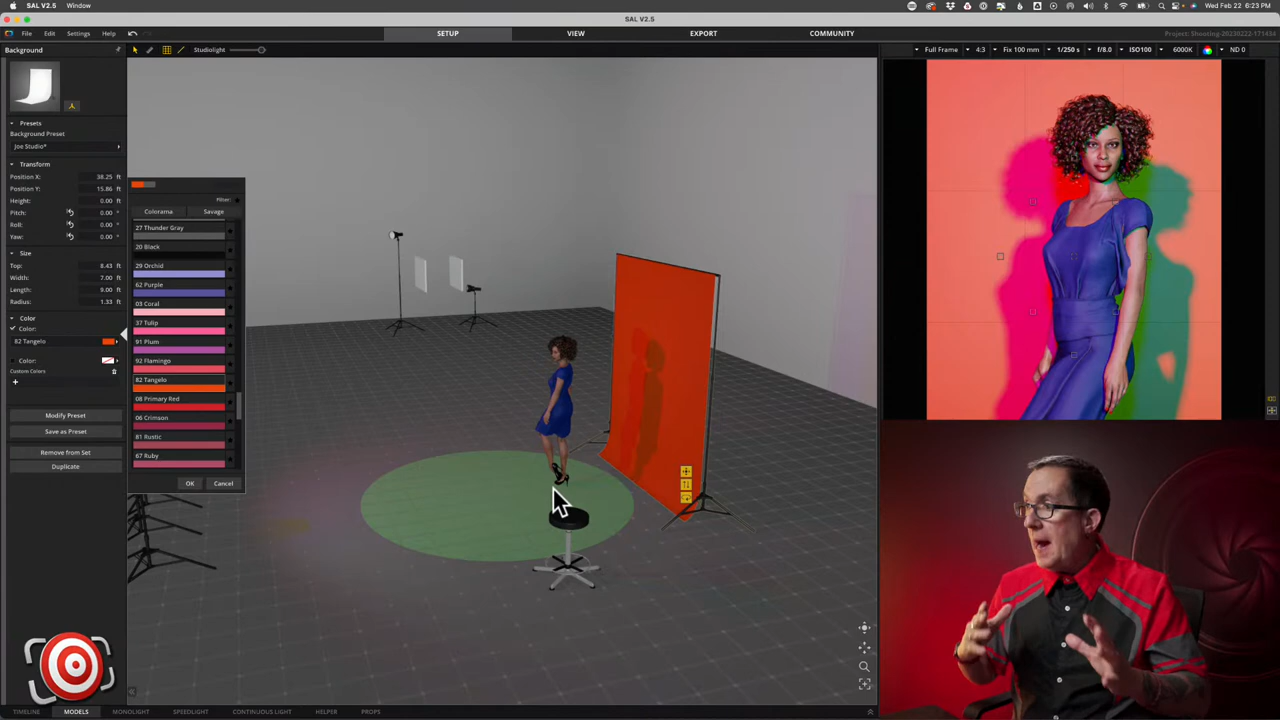 SAL V2.5 Window
Wed Feb 22 6:23 PM
SAL V2.5
File Edit Settings Help
SETUP VIEW EXPORT COMMUNITY
Project: Shooting-20230222-171434
Background
Studiolight
Full Frame 4:3 Fix 100 mm 1/250 s f/8.0 ISO100 6000K ND 0
Presets
Background Preset
Joe Studio*
Transform
Position X: 38.25 ft
Position Y: 15.86 ft
Height: 0.00 ft
Pitch: 0.00 °
Roll: 0.00 °
Yaw: 0.00 °
Size
Top: 8.43 ft
Width: 7.00 ft
Length: 9.00 ft
Radius: 1.33 ft
Color
Color:
82 Tangelo
Color:
Custom Colors
+
Modify Preset
Save as Preset
Remove from Set
Duplicate
Filter:
Colorama Savage
27 Thunder Gray
20 Black
29 Orchid
62 Purple
03 Coral
37 Tulip
91 Plum
92 Flamingo
82 Tangelo
08 Primary Red
06 Crimson
81 Rustic
67 Ruby
OK Cancel
TIMELINE MODELS MONOLIGHT SPEEDLIGHT CONTINUOUS LIGHT HELPER PROPS